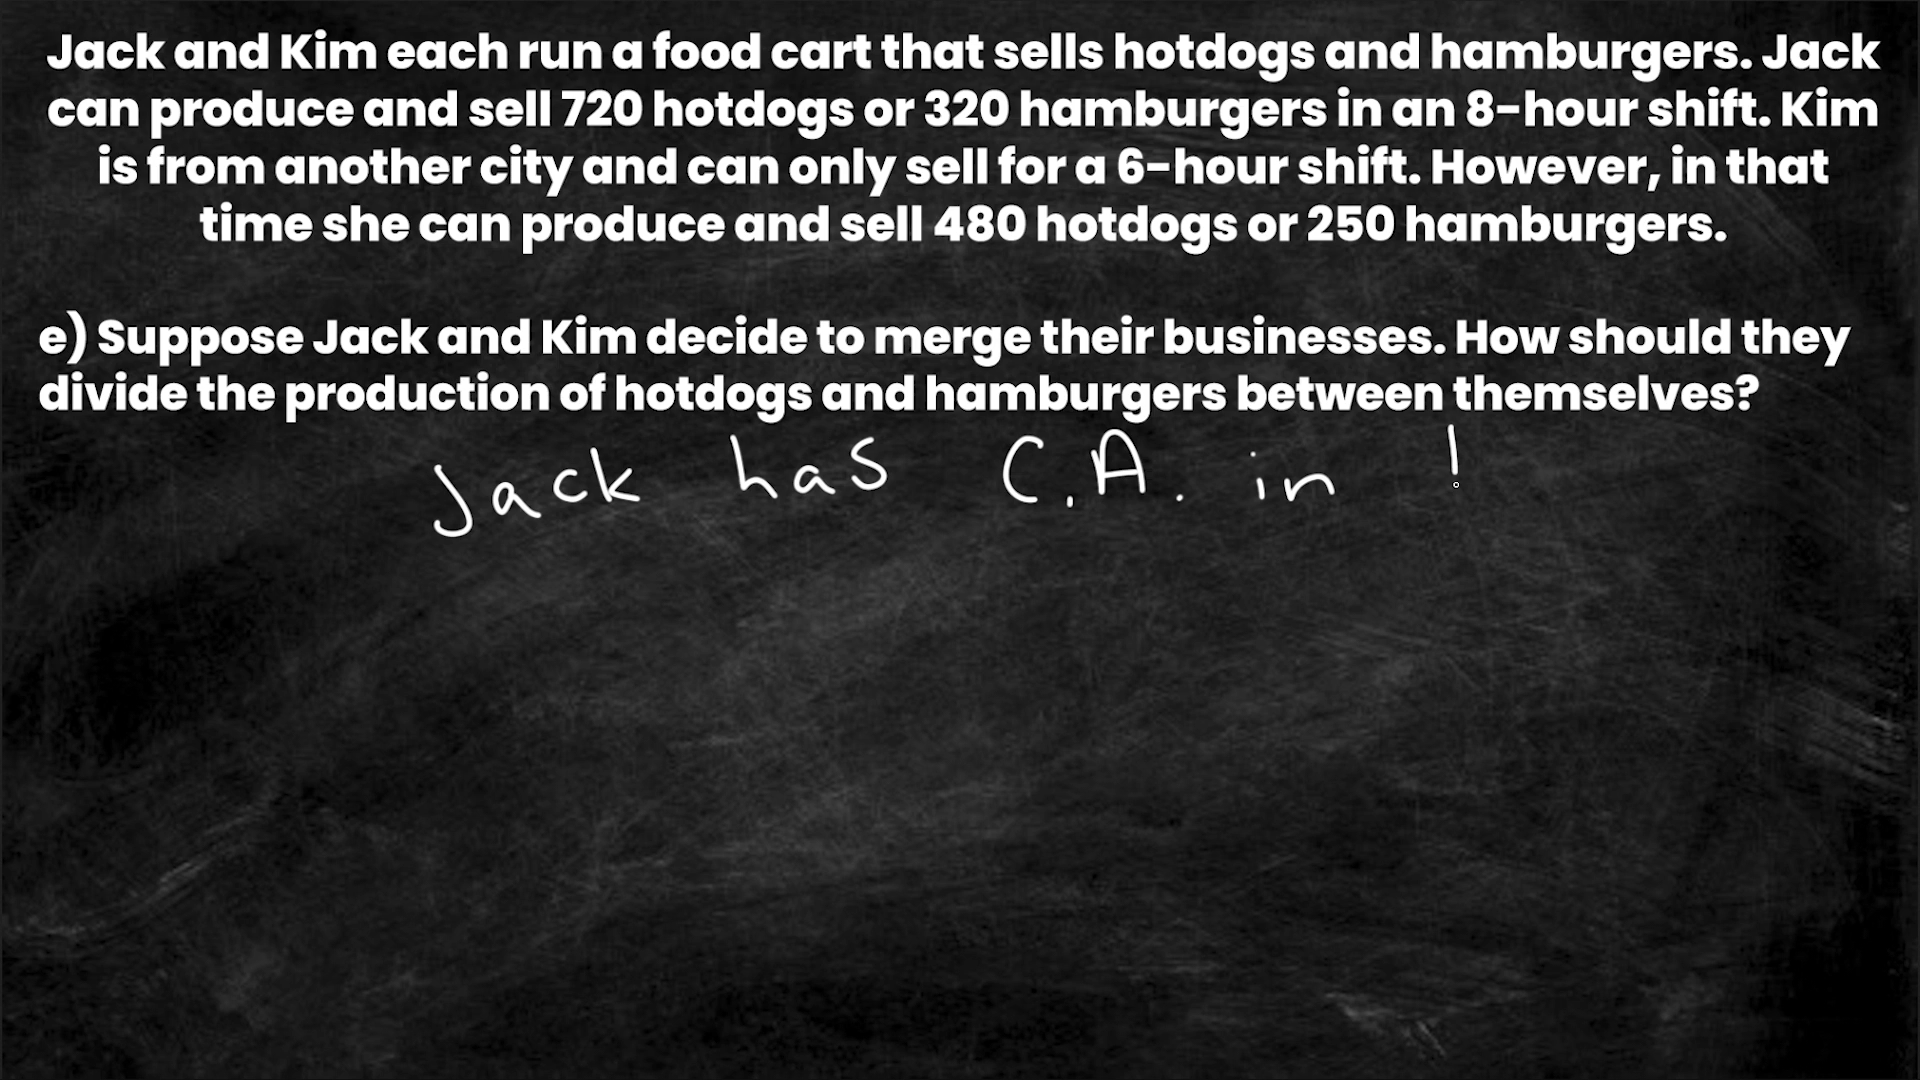 Jack and Kim each run a food cart that sells hotdogs and hamburgers. Jack
can produce and sell 720 hotdogs or 320 hamburgers in an 8-hour shift. Kim
is from another city and can only sell for a 6-hour shift. However, in that
time she can produce and sell 480 hotdogs or 250 hamburgers.
e) Suppose Jack and Kim decide to merge their businesses. How should they
divide the production of hotdogs and hamburgers between themselves?
Jack has C.A. in